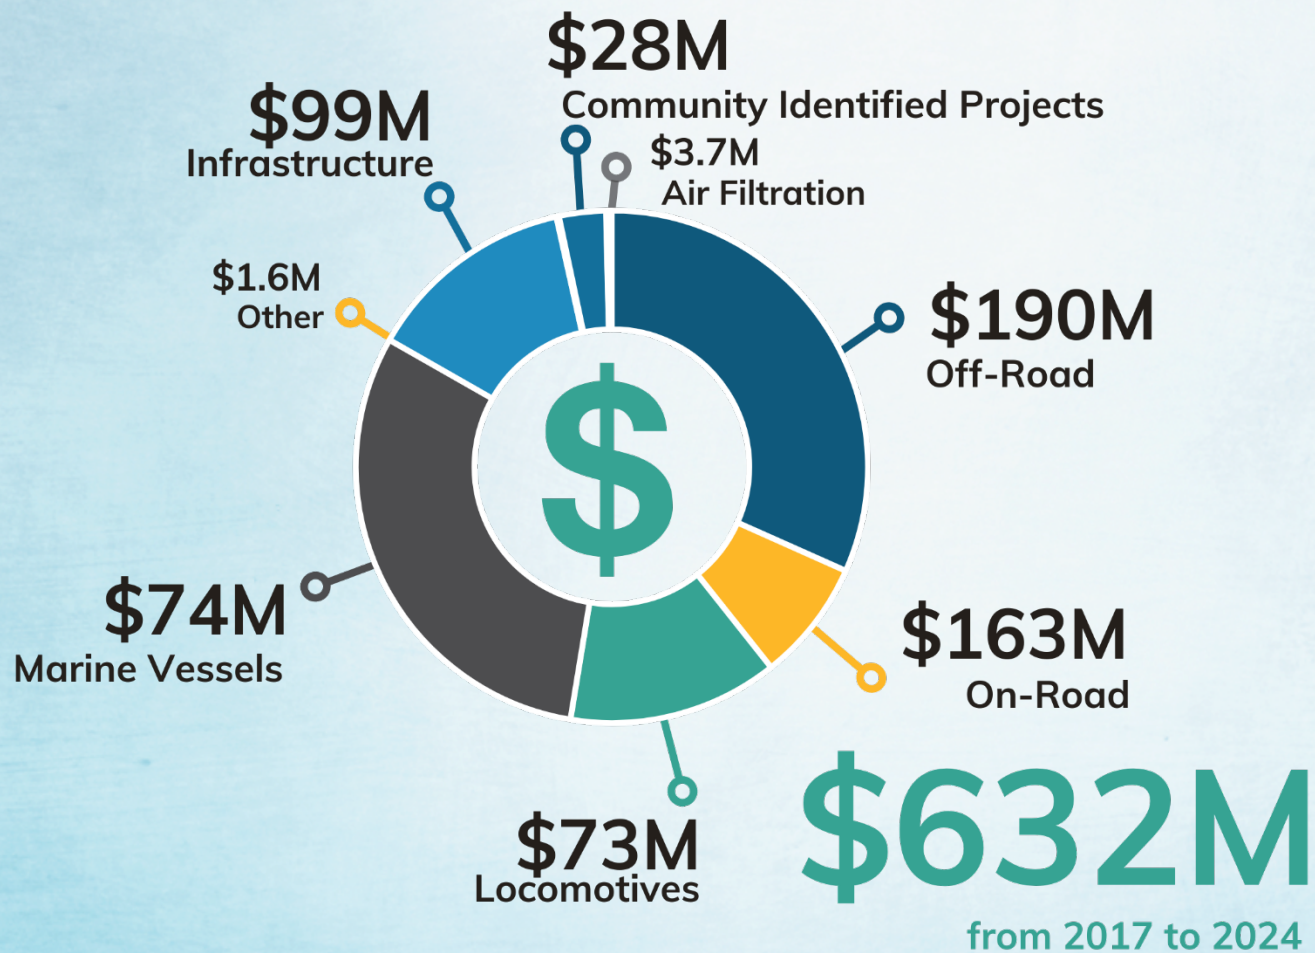 $28M
Community Identified Projects
$99M
Infrastructure
$3.7M
Air Filtration
$1.6M
Other
$190M
Off-Road
$
$74M
Marine Vessels
$163M
On-Road
$73M
Locomotives
$632M
from 2017 to 2024